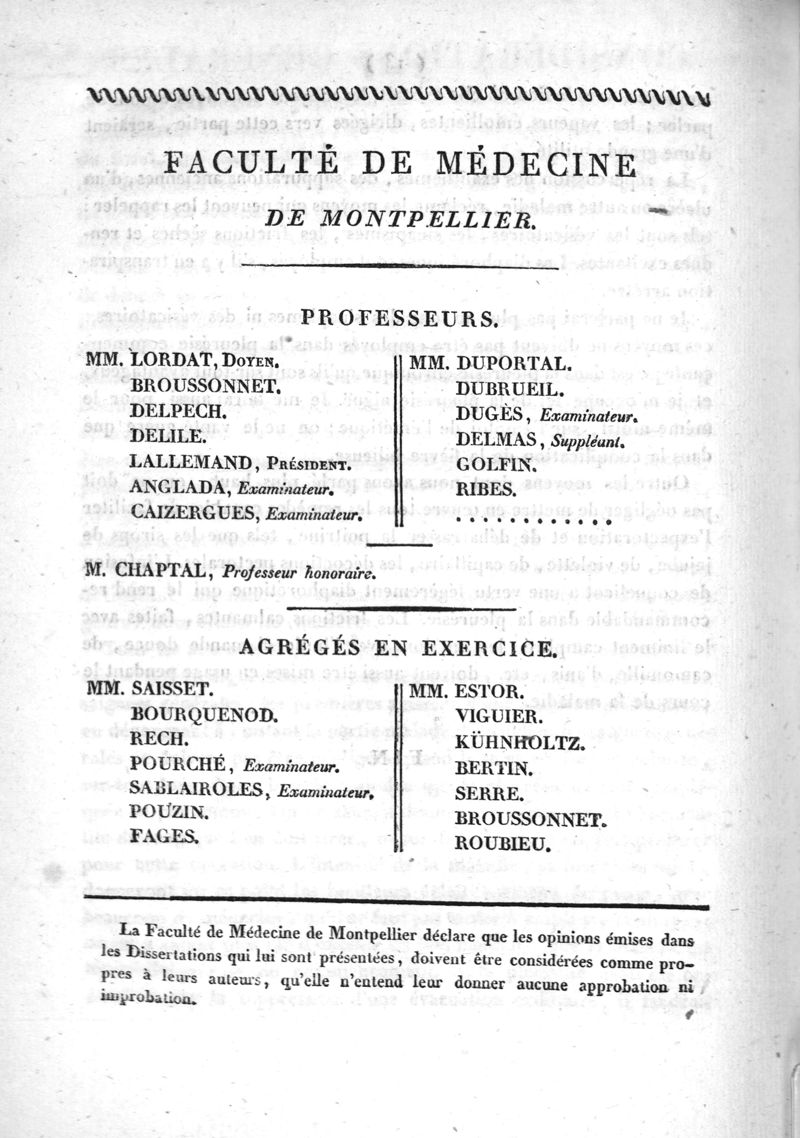 FACULTÉ DE MÉDECINE
DE MONTPELLIER.
PROFESSEURS.
MM. LORDAT, DOYEN.
BROUSSONNET.
DELPECH.
DELILE.
LALLEMAND, PRÉSIDENT.
ANGLADA, Examinateur.
CAIZERGUES, Examinateur.
MM. DUPORTAL.
DUBRUEIL.
DUGÈS, Examinateur.
DELMAS, Suppléant.
GOLFIN.
RIBES.
.............
M. CHAPTAL, Professeur honoraire.
AGRÉGÉS EN EXERCICE.
MM. SAISSET.
BOURQUENOD.
RECH.
POURCHÉ, Examinateur.
SABLAIROLES, Examinateur.
POUZIN.
FAGES.
MM. ESTOR.
VIGUIER.
KÜHNHOLTZ.
BERTIN.
SERRE.
BROUSSONNET.
ROUBIEU.
La Faculté de Médecine de Montpellier déclare que les opinions émises dans
les Dissertations qui lui sont présentées, doivent être considérées comme pro-
pres à leurs auteurs, qu'elle n'entend leur donner aucune approbation ni
improbation.